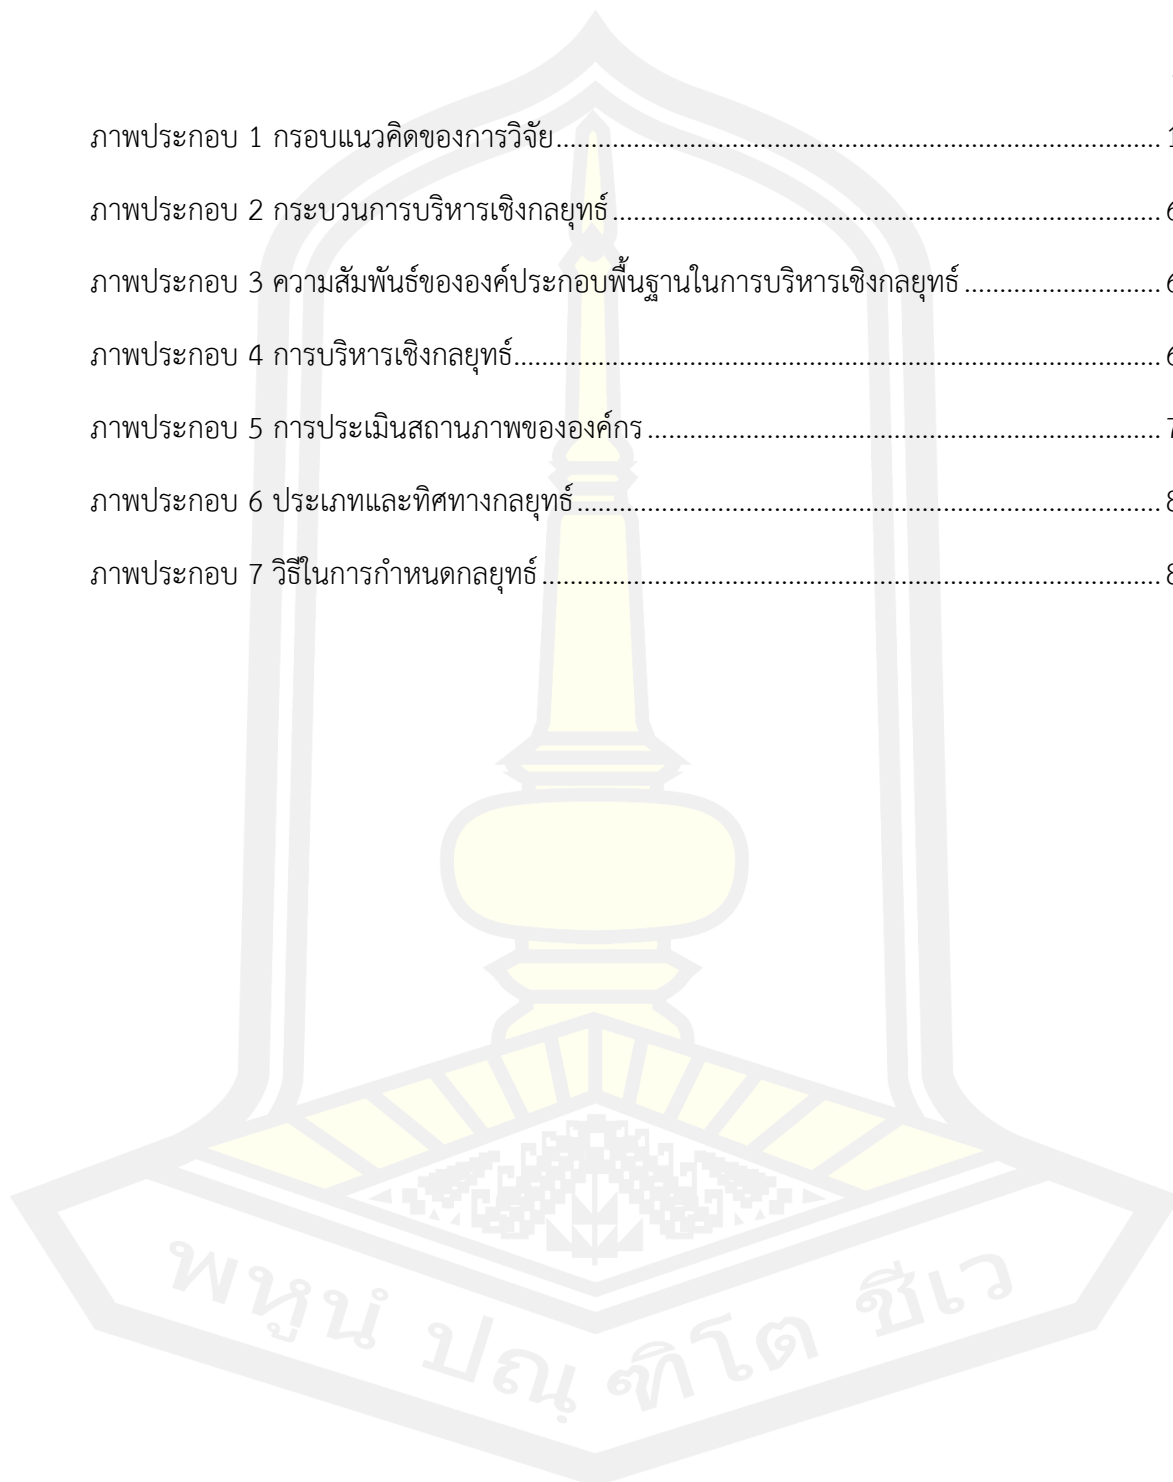 ภาพประกอบ 1 กรอบแนวคิดของการวิจัย
ภาพประกอบ 2 กระบวนการบริหารเชิงกลยุทธ์
ภาพประกอบ 3 ความสัมพันธ์ขององค์ประกอบพื้นฐานในการบริหารเชิงกลยุทธ์
ภาพประกอบ 4 การบริหารเชิงกลยุทธ์
ภาพประกอบ 5 การประเมินสถานภาพขององค์กร
ภาพประกอบ 6 ประเภทและทิศทางกลยุทธ์
ภาพประกอบ 7 วิธีในการกำหนดกลยุทธ์
พหูนํ ปณฺฑิโต ชีเว